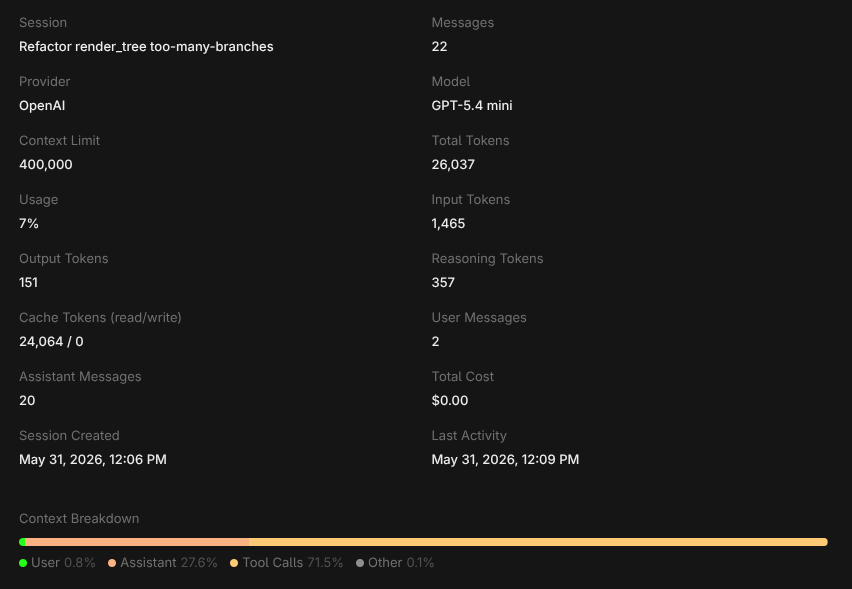 Session
Messages
Refactor render_tree too-many-branches
22
Provider
Model
OpenAI
GPT-5.4 mini
Context Limit
Total Tokens
400,000
26,037
Usage
Input Tokens
7%
1,465
Output Tokens
Reasoning Tokens
151
357
Cache Tokens (read/write)
User Messages
24,064 / 0
2
Assistant Messages
Total Cost
20
$0.00
Session Created
Last Activity
May 31, 2026, 12:06 PM
May 31, 2026, 12:09 PM
Context Breakdown
User 0.8% Assistant 27.6% Tool Calls 71.5% Other 0.1%